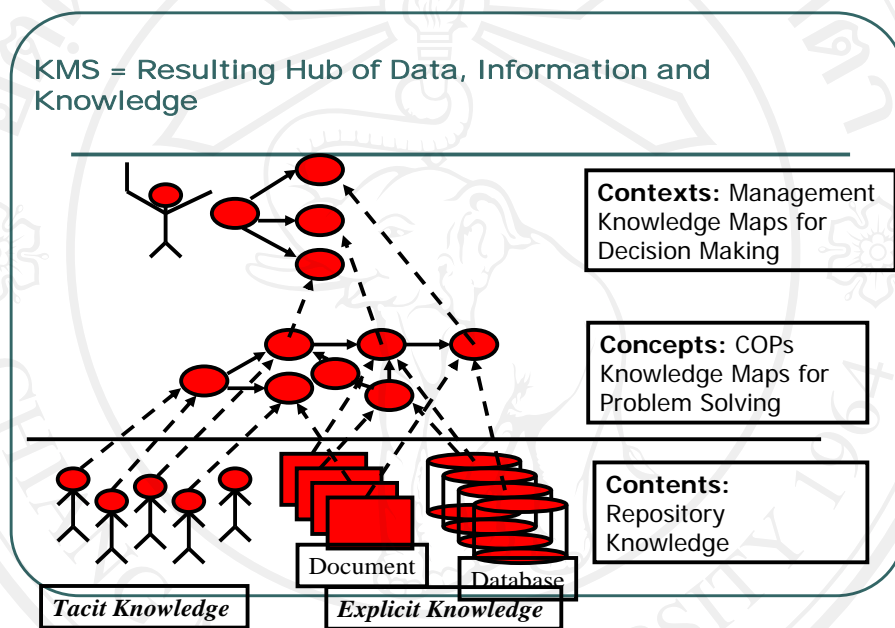 KMS = Resulting Hub of Data, Information and
Knowledge
Contexts: Management
Knowledge Maps for
Decision Making
Concepts: COPs
Knowledge Maps for
Problem Solving
Contents:
Repository
Knowledge
Document
Database
Tacit Knowledge
Explicit Knowledge